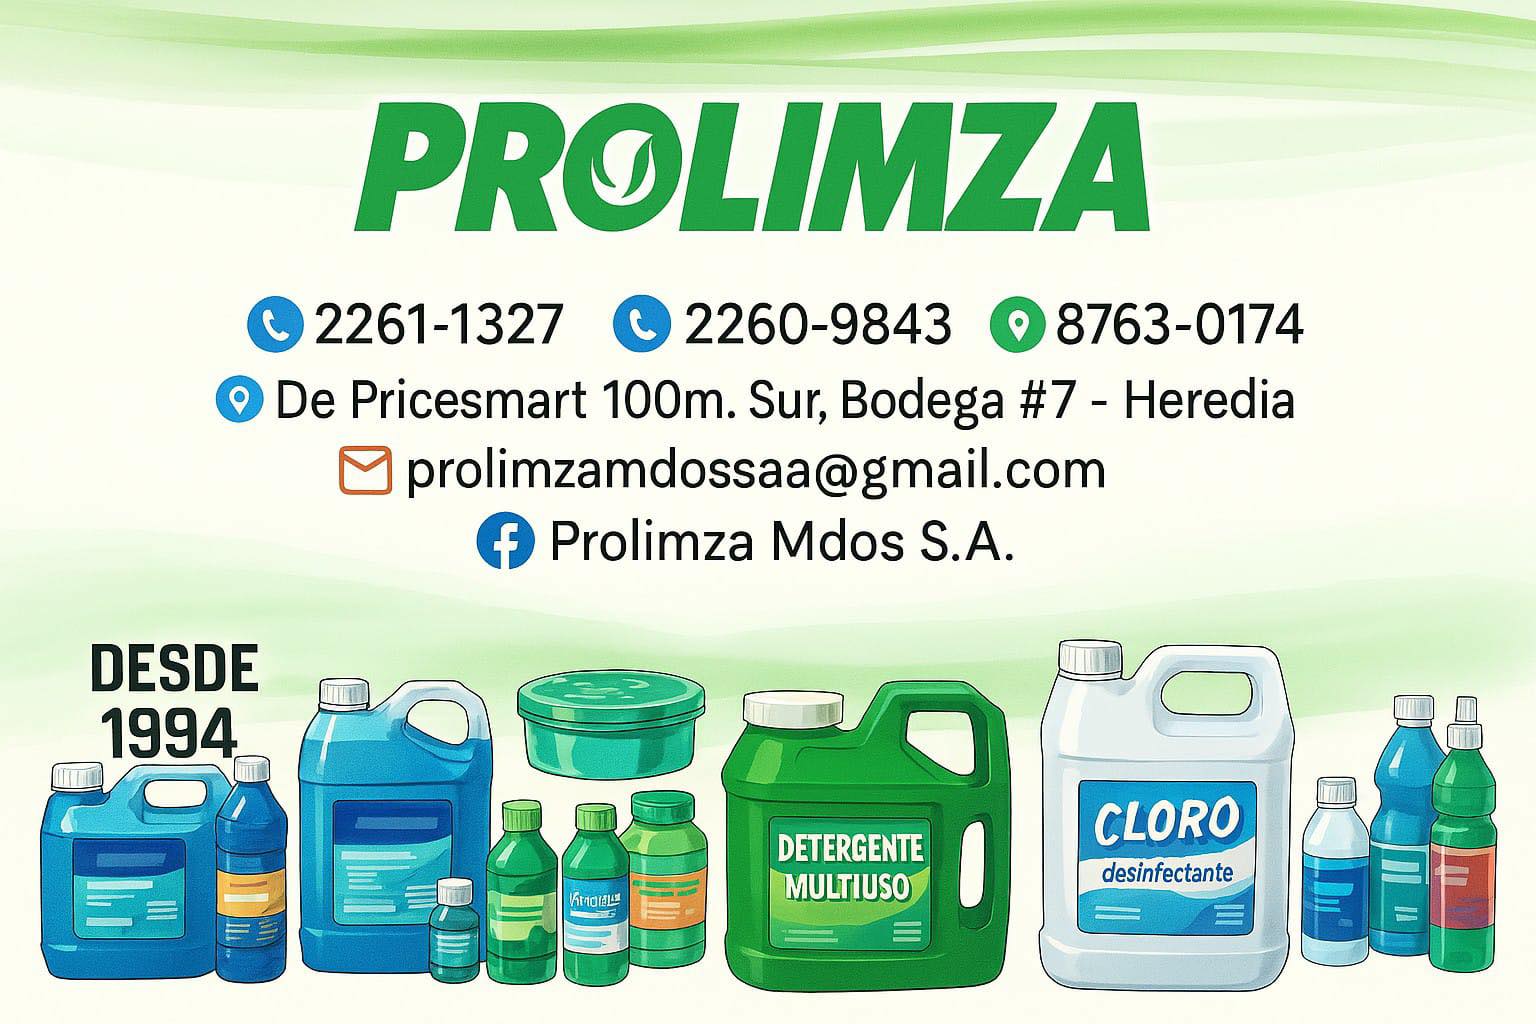 PROLIMZA
2261-1327 2260-9843 8763-0174
De Pricesmart 100m. Sur, Bodega #7 - Heredia
prolimzamdossaa@gmail.com
Prolimza Mdos S.A.
DESDE
1994
DETERGENTE
MULTIUSO
CLORO
desinfectante